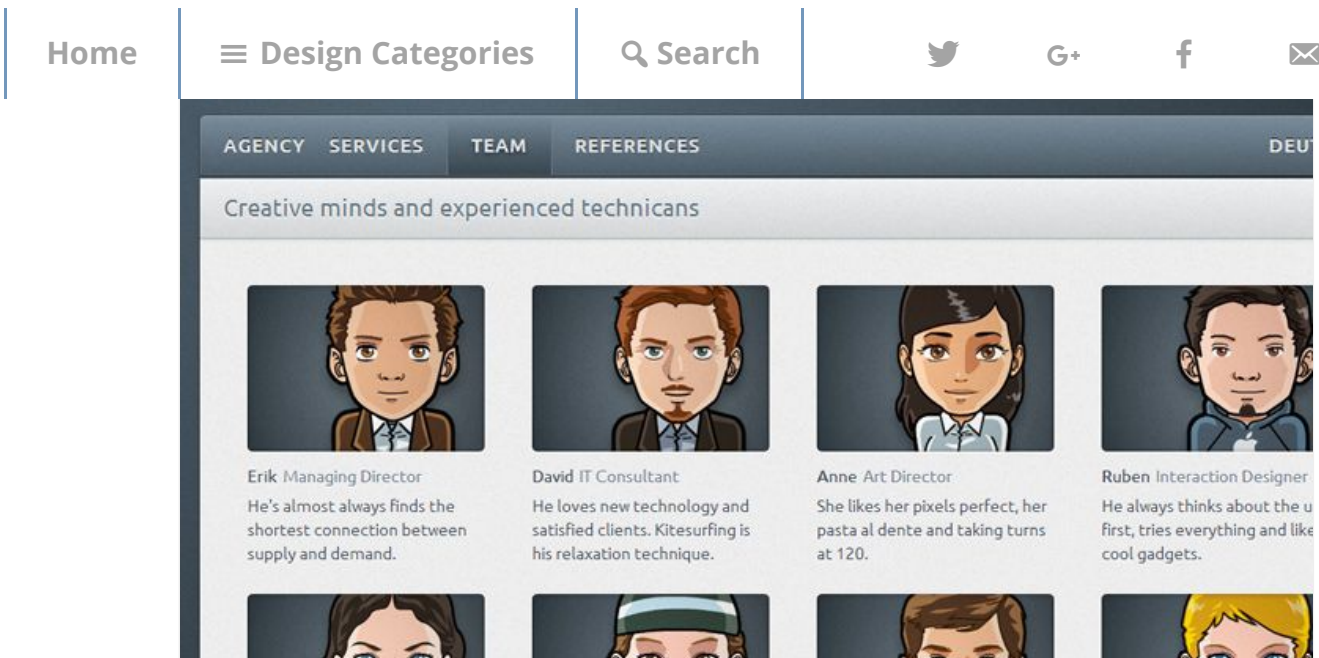 Home Design Categories Search G+
AGENCY SERVICES TEAM REFERENCES
Creative minds and experienced technicans
Erik Managing Director
He's almost always finds the
shortest connection between
supply and demand.
David IT Consultant
He loves new technology and
satisfied clients. Kitesurfing is
his relaxation technique.
Anne Art Director
She likes her pixels perfect, her
pasta al dente and taking turns
at 120.
Ruben Interaction Designer
He always thinks about the
first, tries everything and like
cool gadgets.